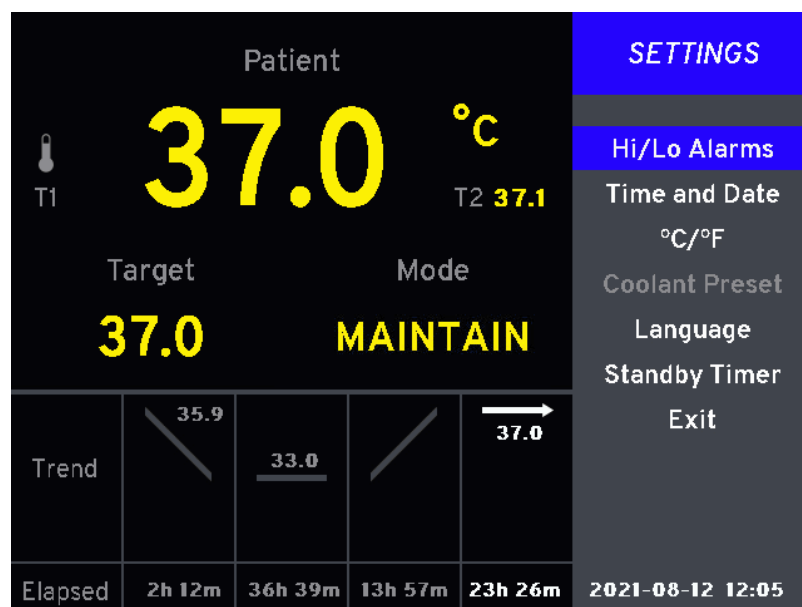 Patient
37.0 °C
T1
T2 37.1
Target
Mode
37.0
MAINTAIN
Trend
35.9
33.0
37.0
Elapsed 2h 12m 36h 39m 13h 57m 23h 26m
SETTINGS
Hi/Lo Alarms
Time and Date
°C/°F
Coolant Preset
Language
Standby Timer
Exit
2021-08-12 12:05